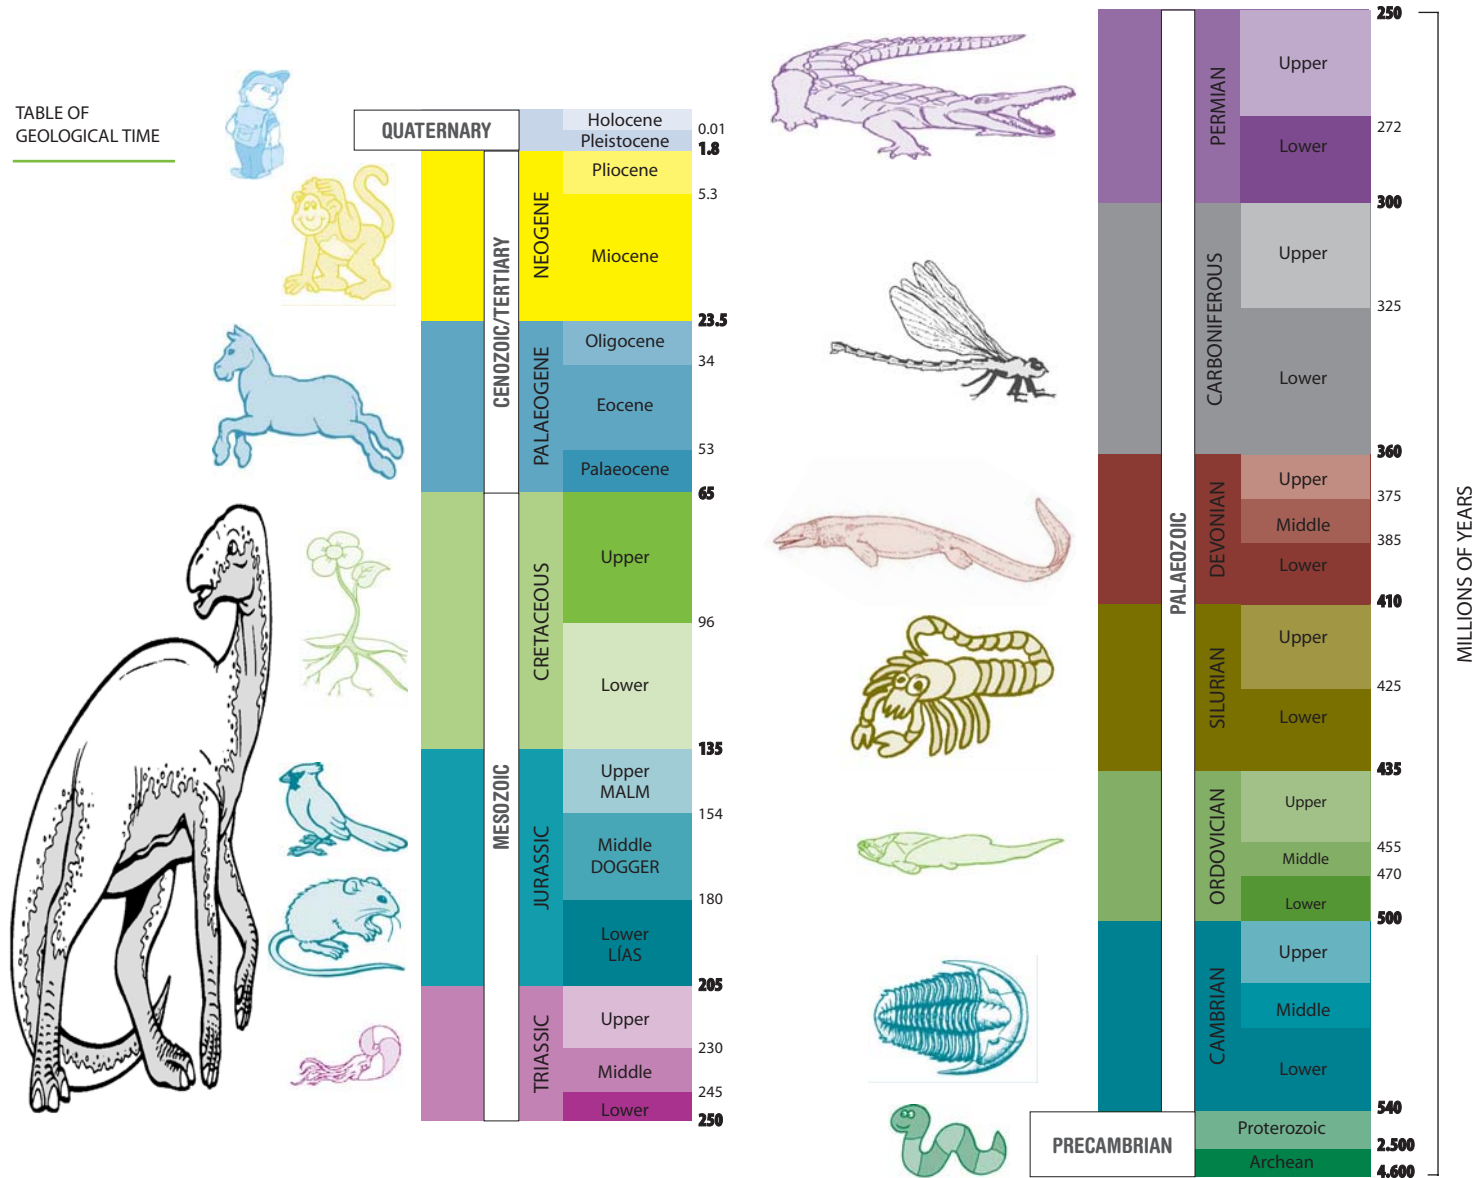 TABLE OF
GEOLOGICAL TIME
QUATERNARY
Holocene
0.01
Pleistocene
1.8
CENOZOIC/TERTIARY
NEOGENE
Pliocene
5.3
Miocene
23.5
PALAEOGENE
Oligocene
34
Eocene
53
Palaeocene
65
MESOZOIC
CRETACEOUS
Upper
96
Lower
135
JURASSIC
Upper
MALM
154
Middle
DOGGER
180
Lower
LÍAS
205
TRIASSIC
Upper
230
Middle
245
Lower
250
MILLIONS OF YEARS
PALAEOZOIC
250
PERMIAN
Upper
272
Lower
300
CARBONIFEROUS
Upper
325
Lower
360
DEVONIAN
Upper
375
Middle
385
Lower
410
SILURIAN
Upper
425
Lower
435
ORDOVICIAN
Upper
455
Middle
470
Lower
500
CAMBRIAN
Upper
Middle
Lower
540
PRECAMBRIAN
Proterozoic
2.500
Archean
4.600